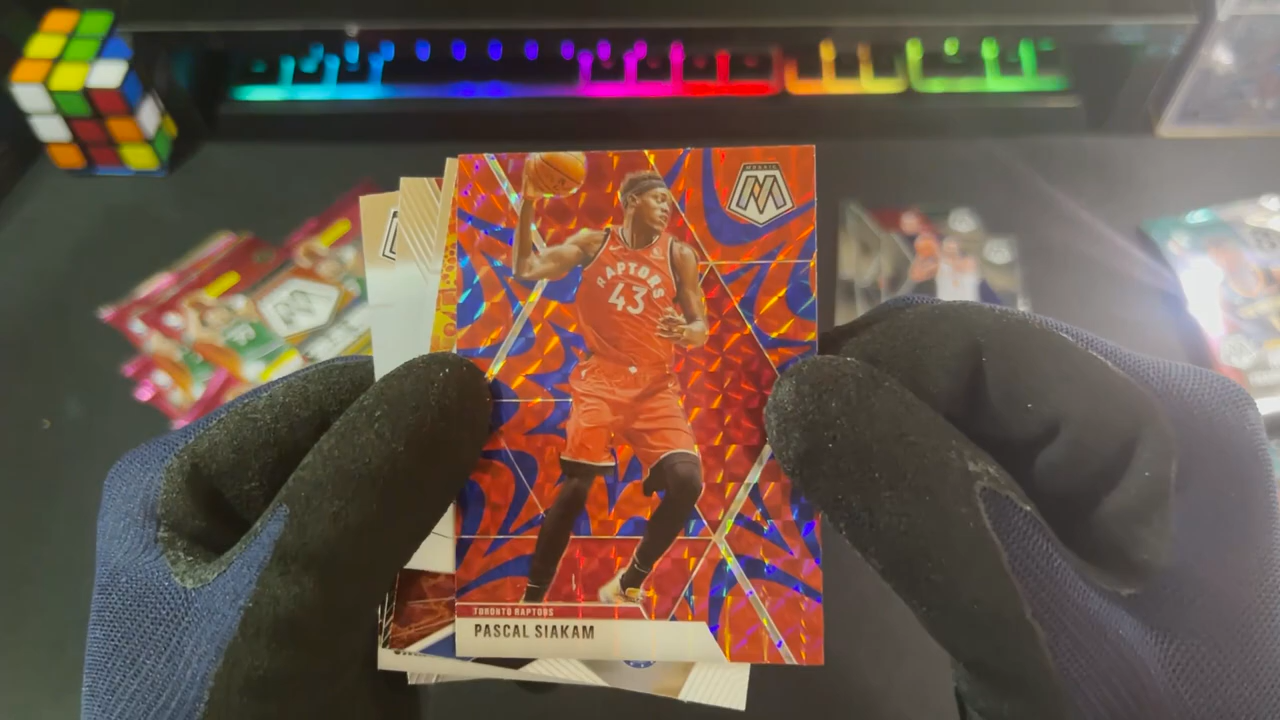 MOSAIC
RAPTORS
43
TORONTO RAPTORS
PASCAL SIAKAM